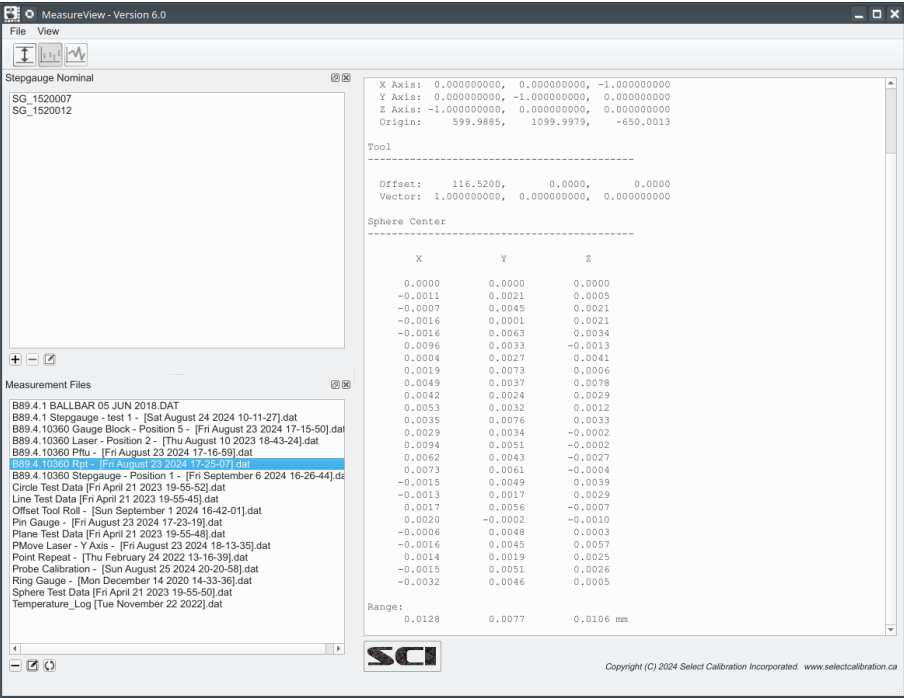 MeasureView - Version 6.0
File View
Stepgauge Nominal
SG_1520007
SG_1520012
Measurement Files
B89.4.1 BALLBAR 05 JUN 2018.DAT
B89.4.1 Stepgauge - test 1 - [Sat August 24 2024 10-11-27].dat
B89.4.10360 Gauge Block - Position 5 - [Fri August 23 2024 17-15-50].dat
B89.4.10360 Laser - Position 2 - [Thu August 10 2023 18-43-24].dat
B89.4.10360 Pftu - [Fri August 23 2024 17-16-59].dat
B89.4.10360 Rpt - [Fri August 23 2024 17-25-07].dat
B89.4.10360 Stepgauge - Position 1 - [Fri September 6 2024 16-26-44].da
Circle Test Data [Fri April 21 2023 19-55-52].dat
Line Test Data [Fri April 21 2023 19-55-45].dat
Offset Tool Roll - [Sun September 1 2024 16-42-01].dat
Pin Gauge - [Fri August 23 2024 17-23-19].dat
Plane Test Data [Fri April 21 2023 19-55-48].dat
PMove Laser - Y Axis - [Fri August 23 2024 18-13-35].dat
Point Repeat - [Thu February 24 2022 13-16-39].dat
Probe Calibration - [Sun August 25 2024 20-20-58].dat
Ring Gauge - [Mon December 14 2020 14-33-36].dat
Sphere Test Data [Fri April 21 2023 19-55-50].dat
Temperature_Log [Tue November 22 2022].dat
X Axis: 0.000000000, 0.000000000, -1.000000000
Y Axis: 0.000000000, -1.000000000, 0.000000000
Z Axis: -1.000000000, 0.000000000, 0.000000000
Origin: 599.9885, 1099.9979, -650.0013
Tool
--------------------------------------------
Offset: 116.5200, 0.0000, 0.0000
Vector: 1.000000000, 0.000000000, 0.000000000
Sphere Center
--------------------------------------------
X Y Z
0.0000 0.0000 0.0000
-0.0011 0.0021 0.0005
-0.0007 0.0045 0.0021
-0.0016 0.0001 0.0021
-0.0016 0.0063 0.0034
0.0096 0.0033 -0.0013
0.0004 0.0027 0.0041
0.0019 0.0073 0.0006
0.0049 0.0037 0.0078
0.0042 0.0024 0.0029
0.0053 0.0032 0.0012
0.0035 0.0076 0.0033
0.0029 0.0034 -0.0002
0.0094 0.0051 -0.0002
0.0062 0.0043 -0.0027
0.0073 0.0061 -0.0004
-0.0015 0.0049 0.0039
-0.0013 0.0017 0.0029
0.0017 0.0056 -0.0007
0.0020 -0.0002 -0.0010
-0.0006 0.0048 0.0003
-0.0016 0.0045 0.0057
0.0014 0.0019 0.0025
-0.0015 0.0051 0.0026
-0.0032 0.0046 0.0005
Range:
0.0128 0.0077 0.0106 mm
SCI
Copyright (C) 2024 Select Calibration Incorporated. www.selectcalibration.ca